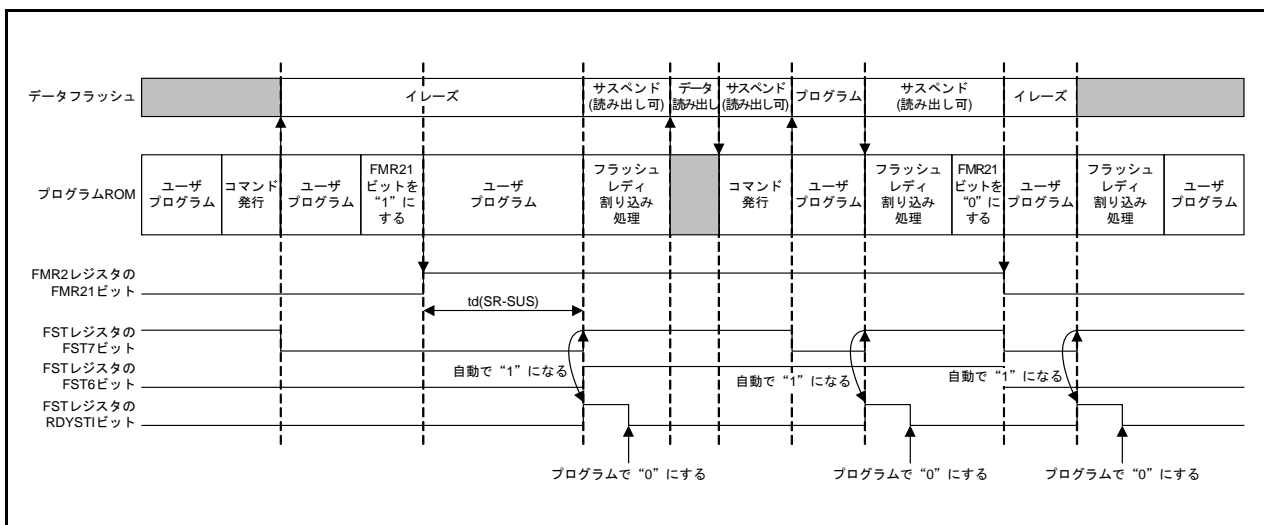 データフラッシュ
イレーズ
サスペンド
(読み出し可)
データ
読み出し
サスペンド
(読み出し可)
プログラム
サスペンド
(読み出し可)
イレーズ
プログラムROM
ユーザ
プログラム
コマンド
発行
ユーザ
プログラム
FMR21
ビットを
“1”に
する
ユーザ
プログラム
フラッシュ
レディ
割り込み
処理
コマンド
発行
ユーザ
プログラム
フラッシュ
レディ
割り込み
処理
FMR21
ビットを
“0”に
する
ユーザ
プログラム
フラッシュ
レディ
割り込み
処理
ユーザ
プログラム
FMR2レジスタの
FMR21ビット
td(SR-SUS)
FSTレジスタの
FST7ビット
FSTレジスタの
FST6ビット
自動で“1”になる
自動で“1”になる
自動で“1”になる
FSTレジスタの
RDYSTIビット
プログラムで“0”にする
プログラムで“0”にする
プログラムで“0”にする